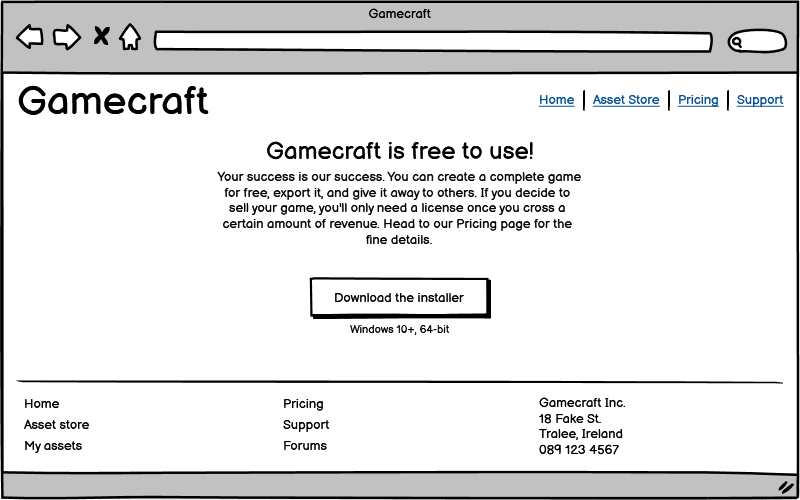 Gamecraft
Gamecraft
Home
Asset Store
Pricing
Support
Gamecraft is free to use!
Your success is our success. You can create a complete game
for free, export it, and give it away to others. If you decide to
sell your game, you'll only need a license once you cross a
certain amount of revenue. Head to our Pricing page for the
fine details.
Download the installer
Windows 10+, 64-bit
Home
Asset store
My assets
Pricing
Support
Forums
Gamecraft Inc.
18 Fake St.
Tralee, Ireland
089 123 4567